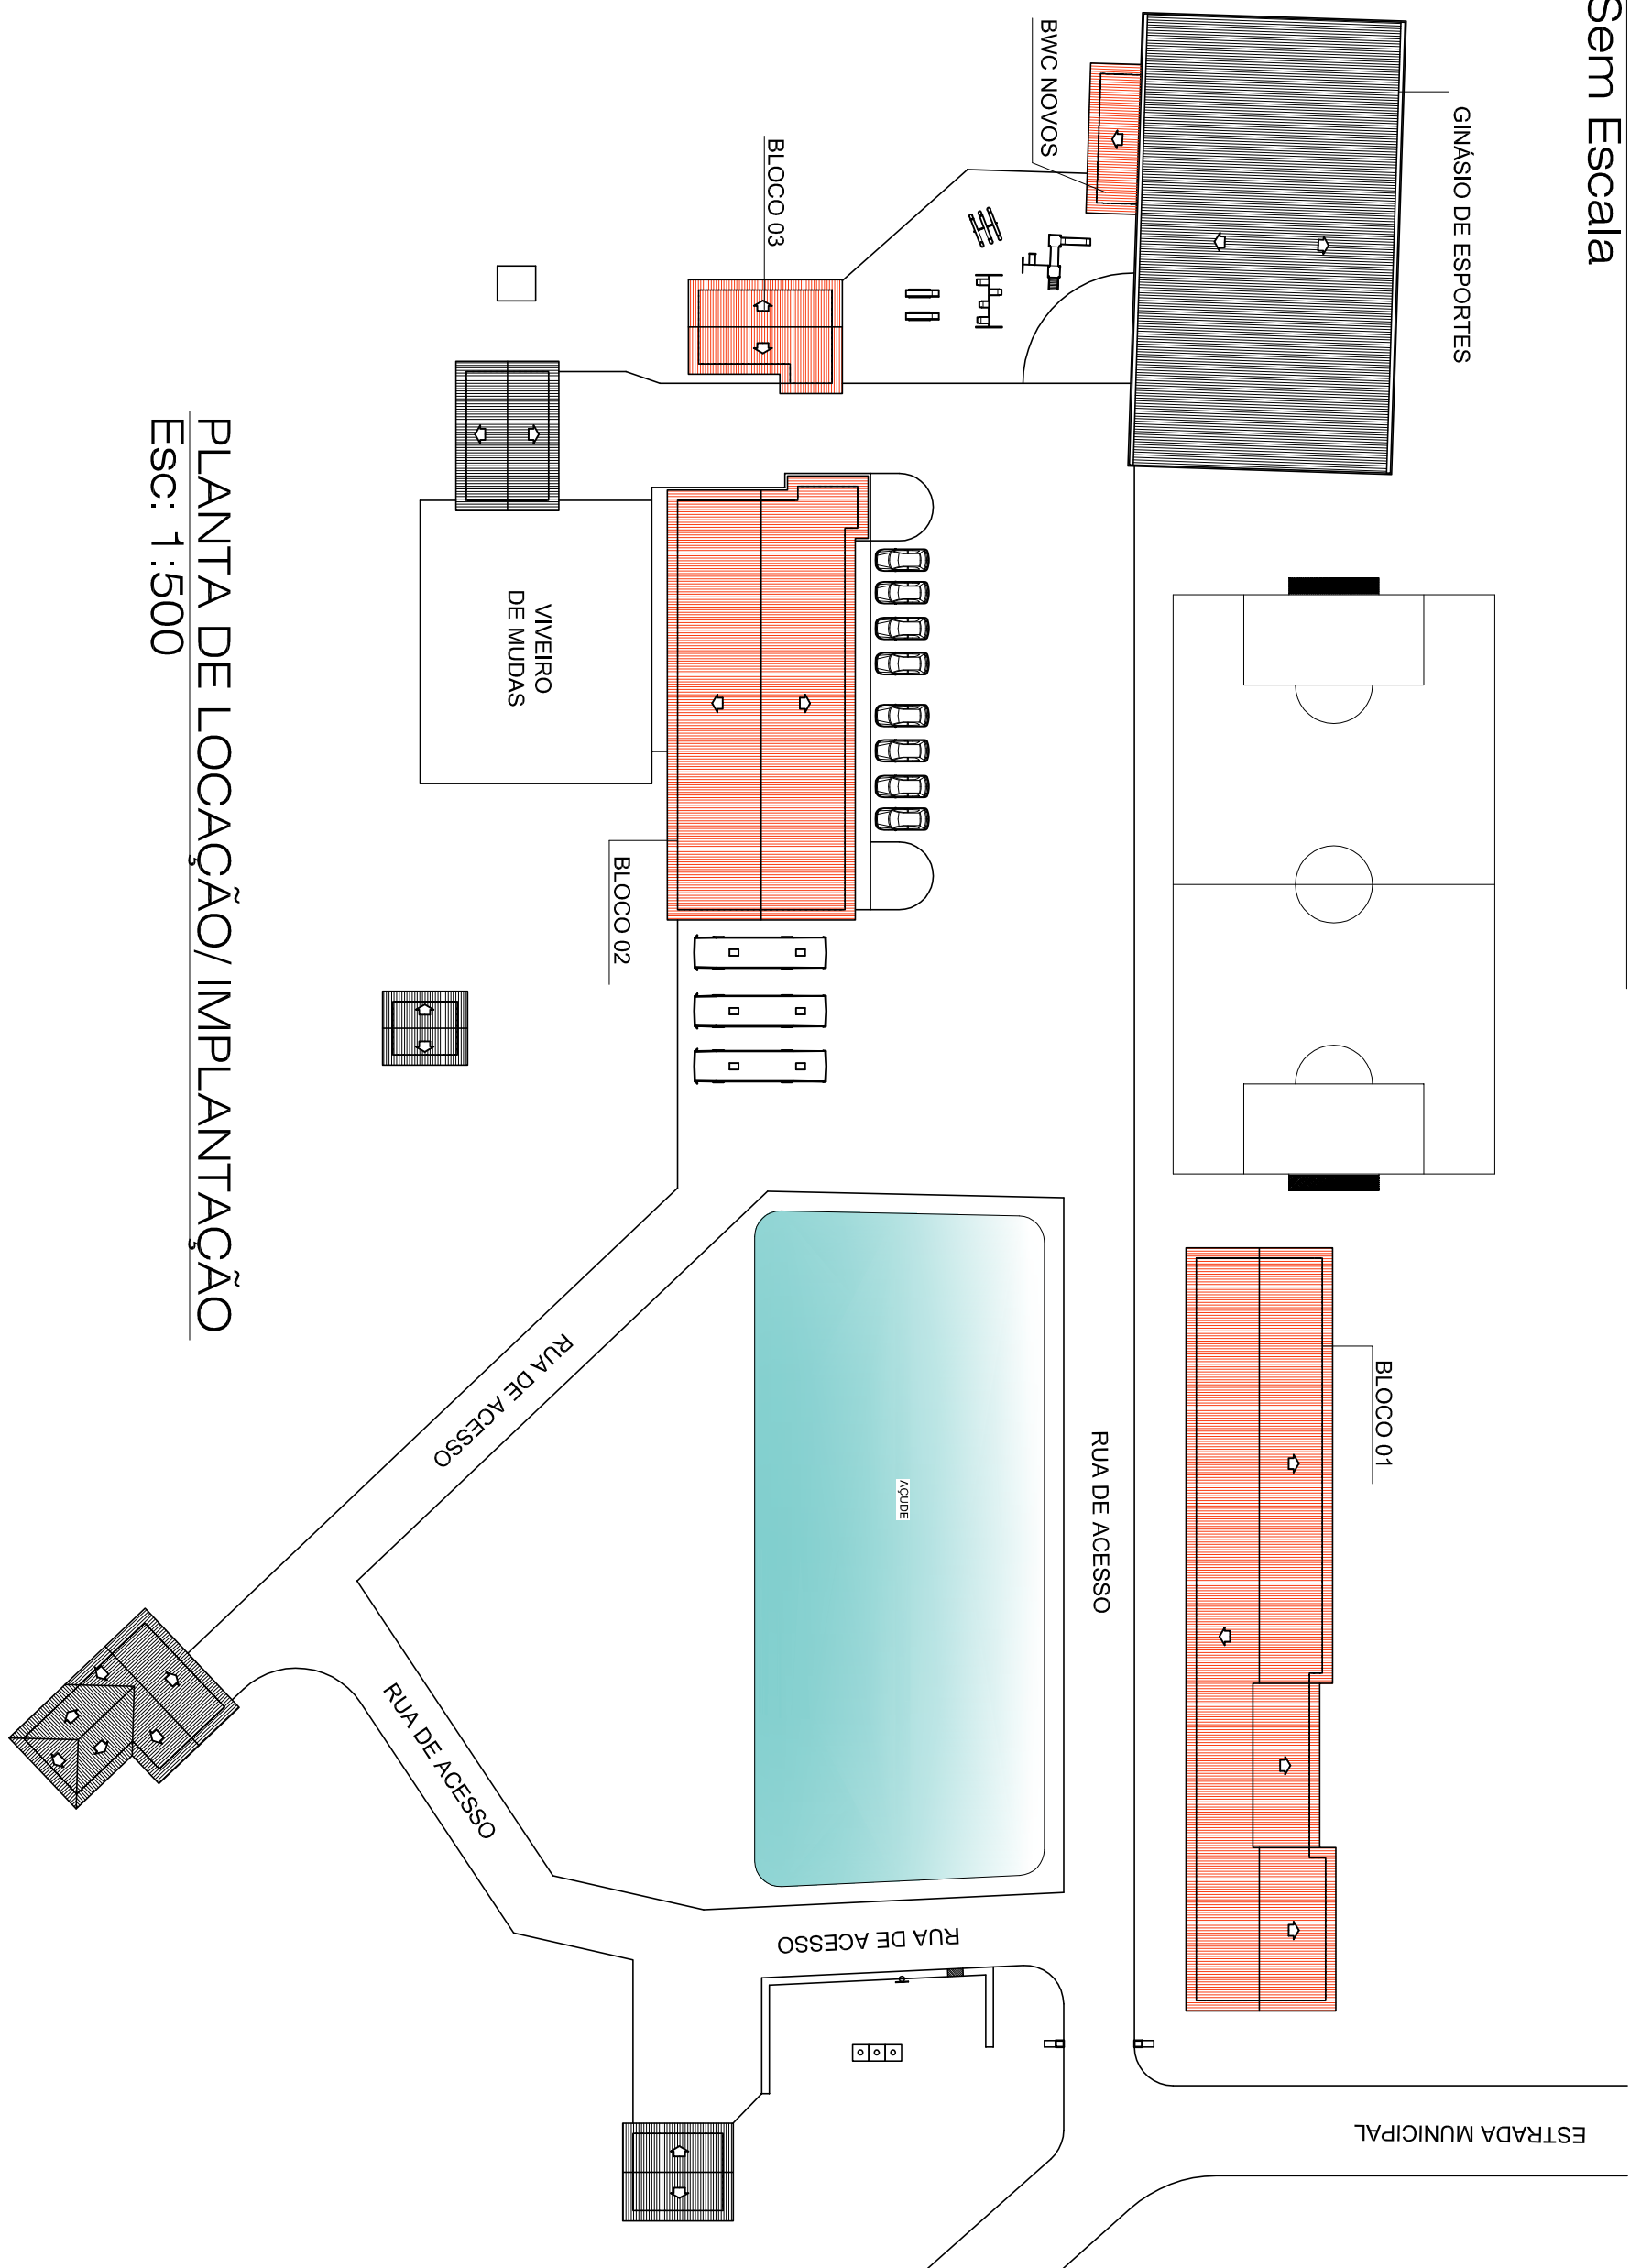 Sem Escala
GINÁSIO DE ESPORTES
BWC NOVOS
BLOCO 03
BLOCO 01
RUA DE ACESSO
AÇUDE
ESTRADA MUNICIPAL
RUA DE ACESSO
BLOCO 02
VIVEIRO
DE MUDAS
RUA DE ACESSO
RUA DE ACESSO
PLANTA DE LOCAÇÃO/ IMPLANTAÇÃO
ESC: 1:500